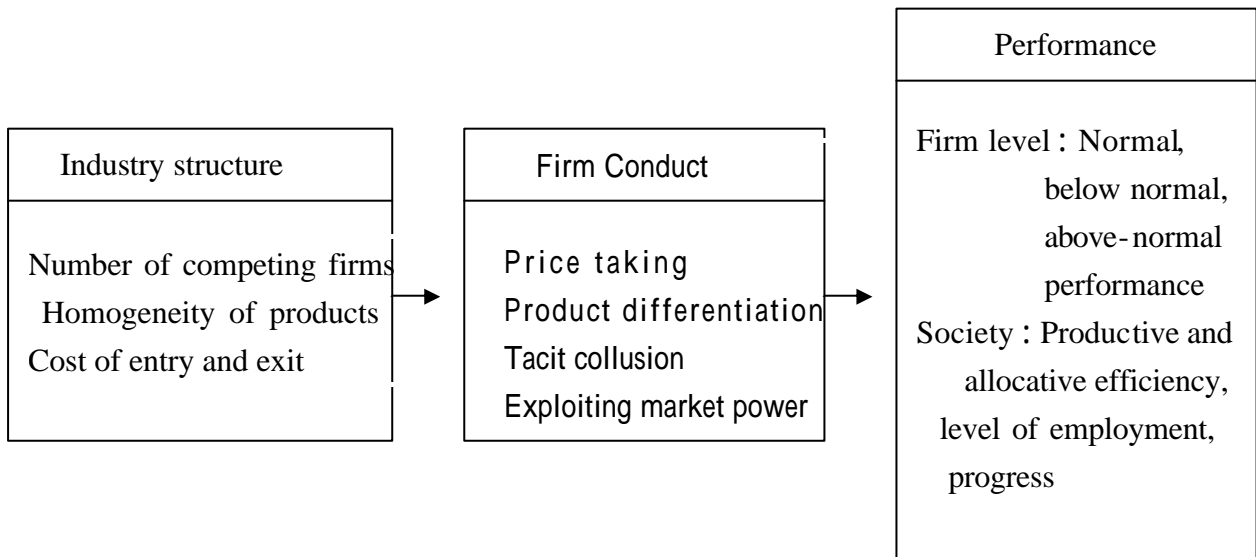 Industry structure
Number of competing firms
Homogeneity of products
Cost of entry and exit
Firm Conduct
Price taking
Product differentiation
Tacit collusion
Exploiting market power
Performance
Firm level : Normal,
below normal,
above-normal
performance
Society : Productive and
allocative efficiency,
level of employment,
progress